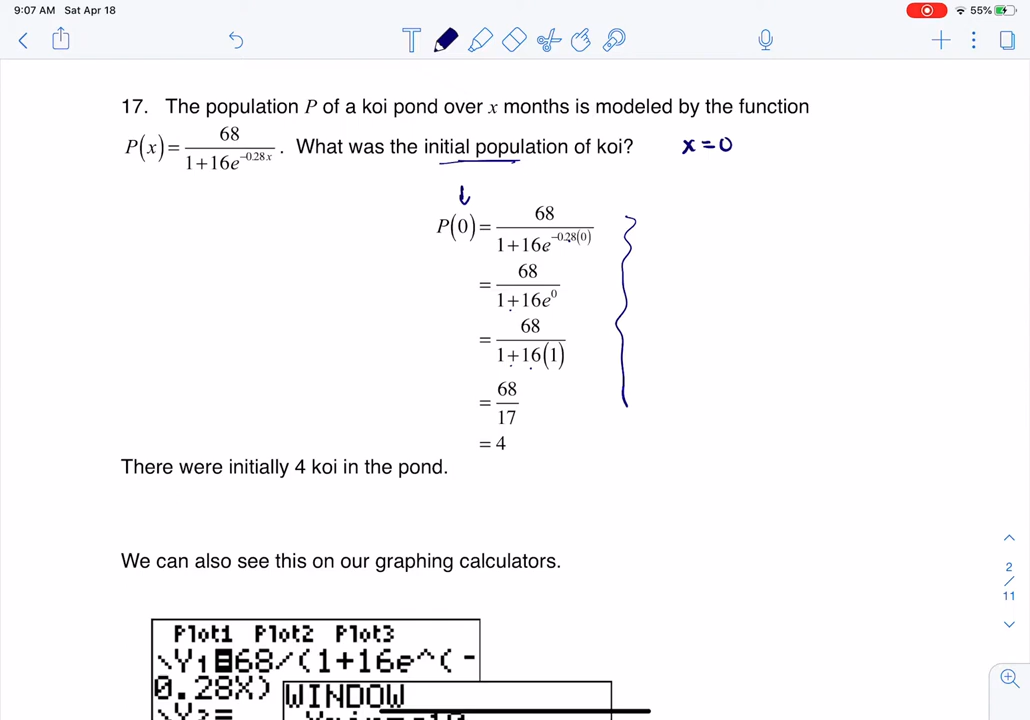 9:07 AM Sat Apr 18 55%
T
17. The population P of a koi pond over x months is modeled by the function
P(x) = 68 / (1+16e^(−0.28x)) . What was the initial population of koi? x = 0
P(0) = 68 / (1+16e^(−0.28(0)))
= 68 / (1+16e^0)
= 68 / (1+16(1))
= 68 / 17
= 4
There were initially 4 koi in the pond.
We can also see this on our graphing calculators.
2
/
11
Plot1 Plot2 Plot3
\Y1=68/(1+16e^(-
0.28X)
WINDOW
\Y2=